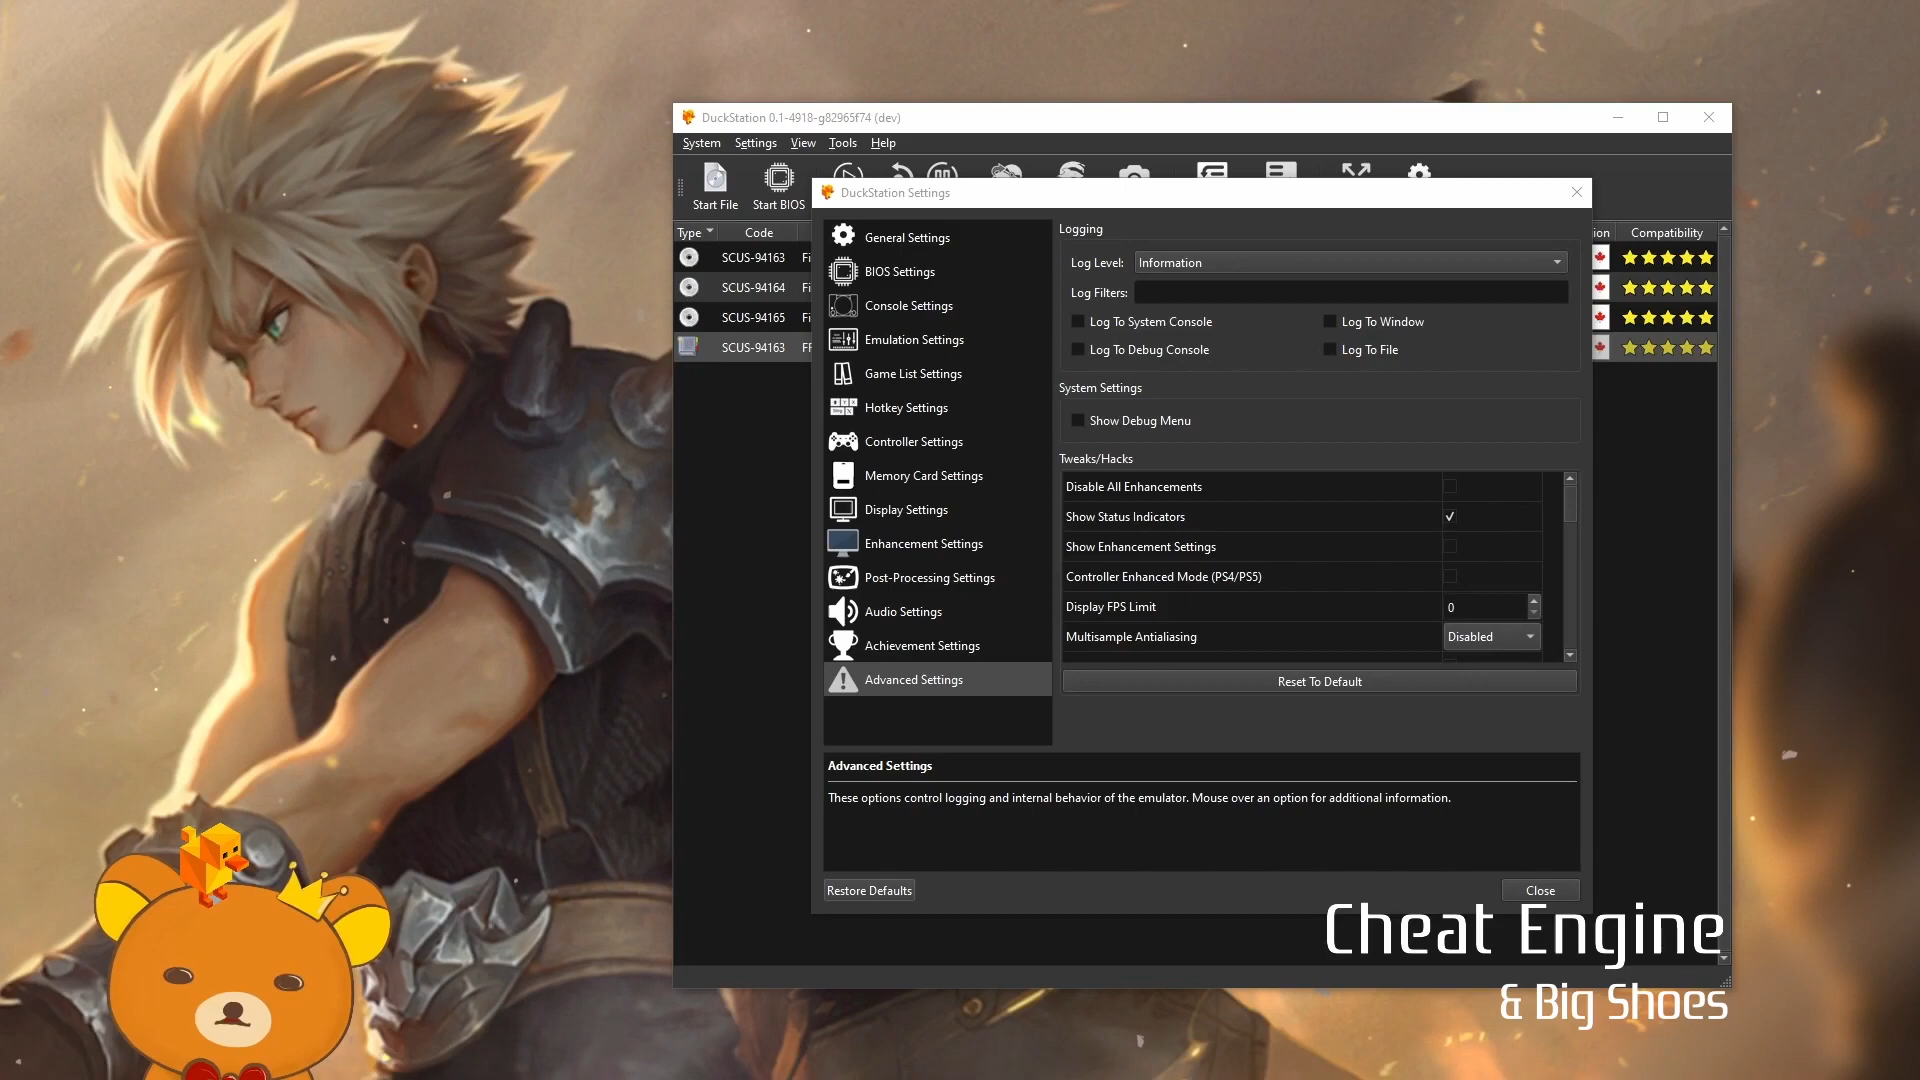 DuckStation 0.1-4918-g82965f74 (dev)
System Settings View Tools Help
Start File Start BIOS
DuckStation Settings
Type Code ion Compatibility
SCUS-94163 Fi
SCUS-94164 Fi
SCUS-94165 Fi
SCUS-94163 FF
General Settings
BIOS Settings
Console Settings
Emulation Settings
Game List Settings
Hotkey Settings
Controller Settings
Memory Card Settings
Display Settings
Enhancement Settings
Post-Processing Settings
Audio Settings
Achievement Settings
Advanced Settings
Logging
Log Level: Information
Log Filters:
Log To System Console Log To Window
Log To Debug Console Log To File
System Settings
Show Debug Menu
Tweaks/Hacks
Disable All Enhancements
Show Status Indicators
Show Enhancement Settings
Controller Enhanced Mode (PS4/PS5)
Display FPS Limit 0
Multisample Antialiasing Disabled
Reset To Default
Advanced Settings
These options control logging and internal behavior of the emulator. Mouse over an option for additional information.
Restore Defaults Close
Cheat Engine
& Big Shoes